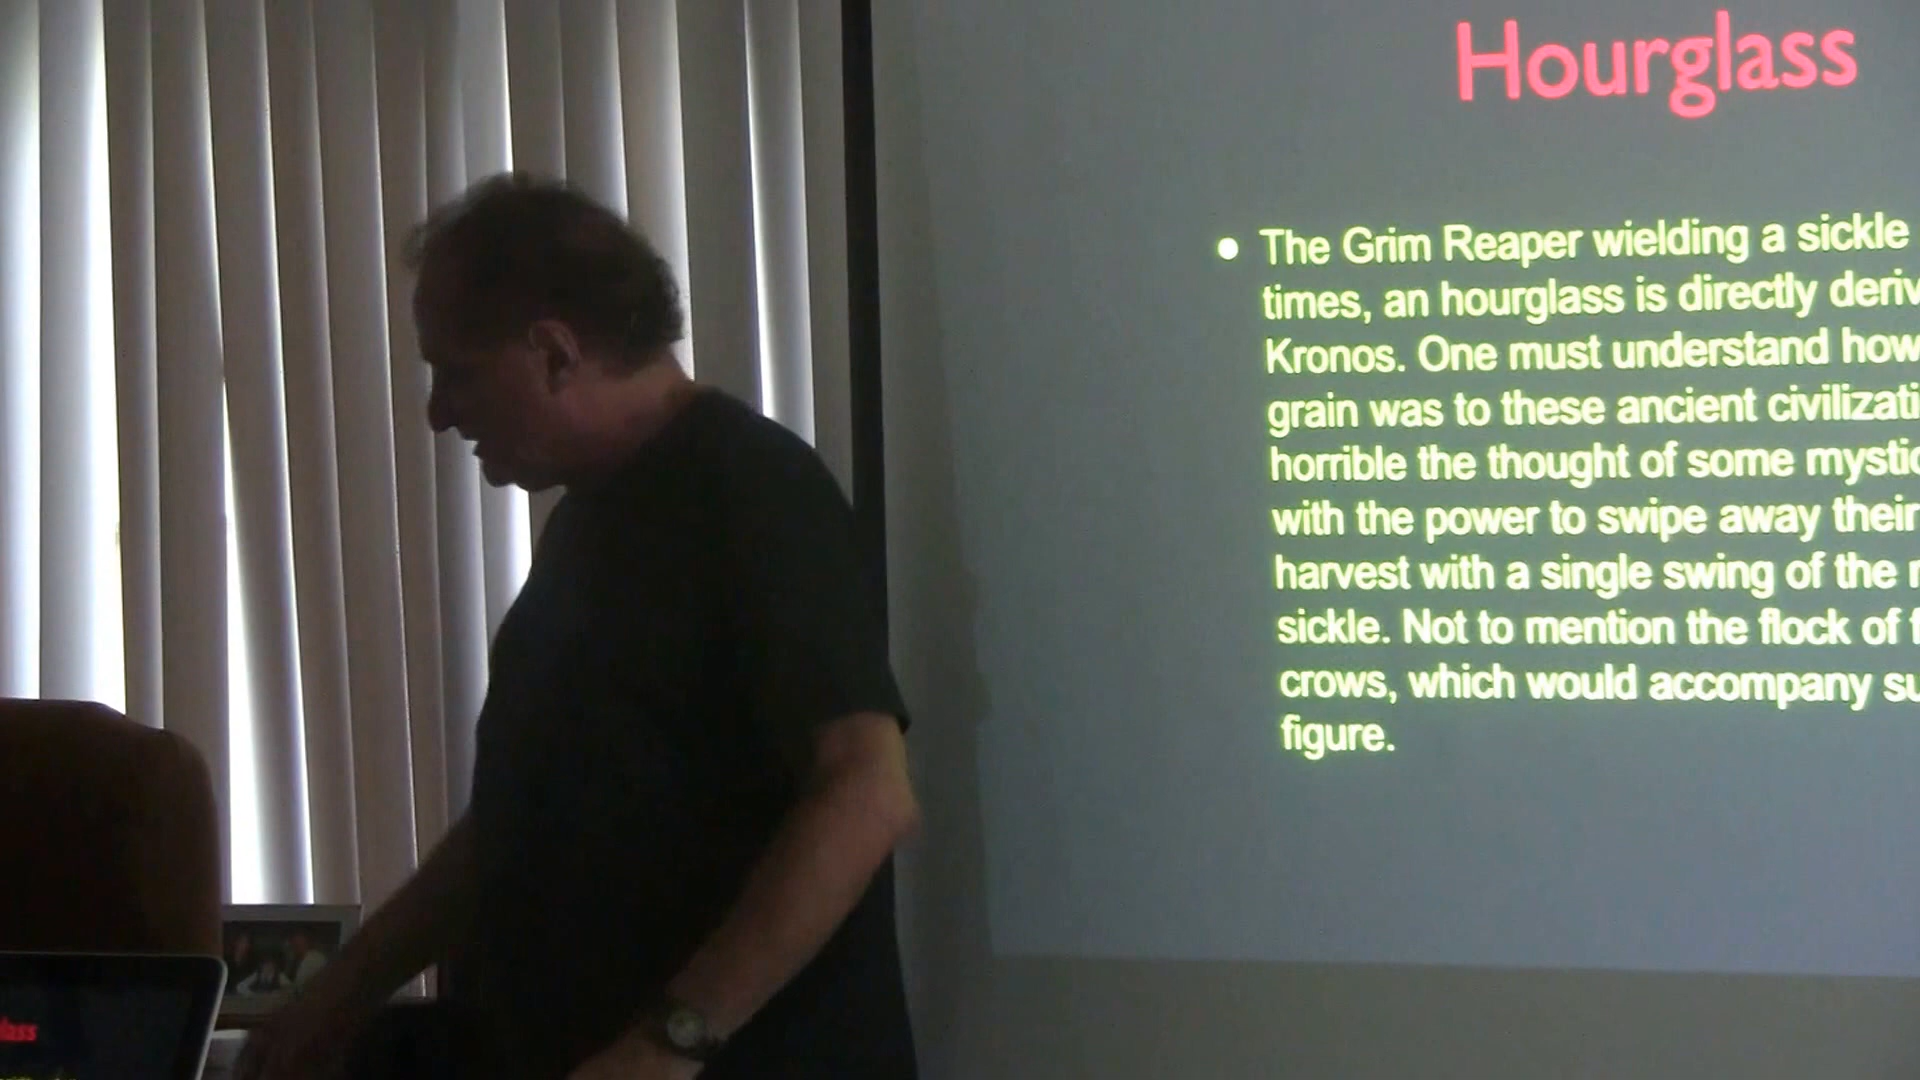 Hourglass
• The Grim Reaper wielding a sickle
times, an hourglass is directly deriv
Kronos. One must understand how
grain was to these ancient civilizati
horrible the thought of some mystic
with the power to swipe away their
harvest with a single swing of the
sickle. Not to mention the flock of f
crows, which would accompany su
figure.
lass